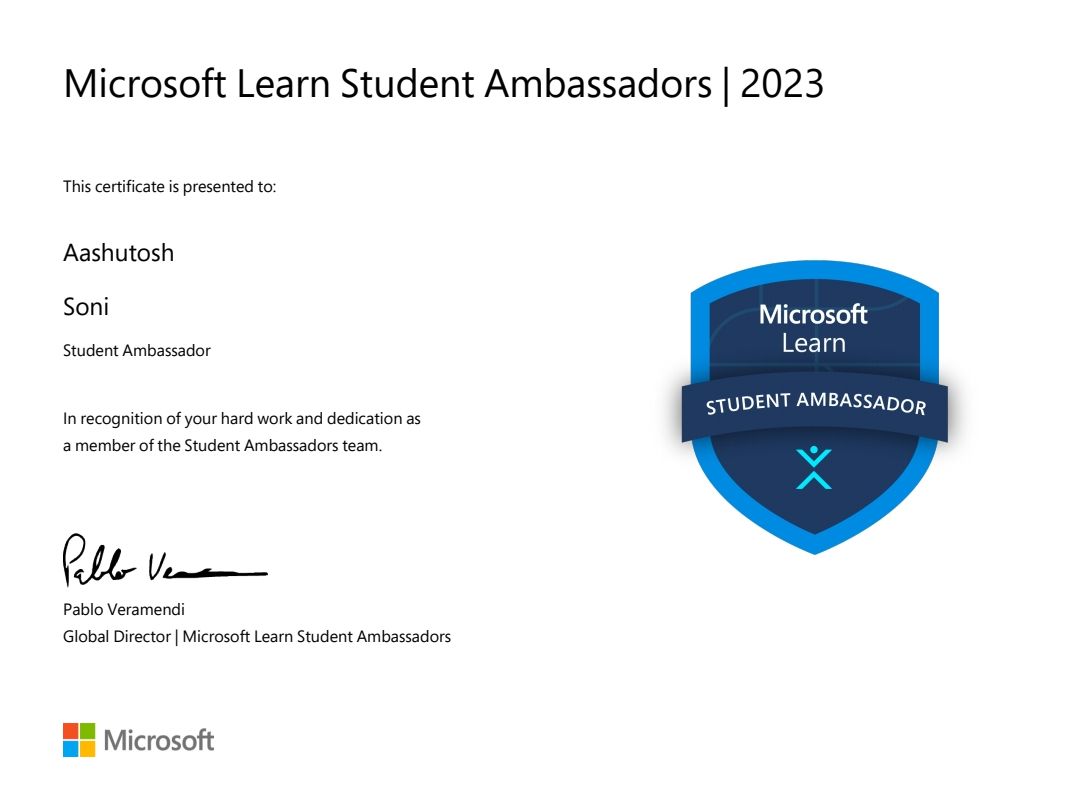 Microsoft Learn Student Ambassadors | 2023
This certificate is presented to:
Aashutosh
Soni
Student Ambassador
In recognition of your hard work and dedication as
a member of the Student Ambassadors team.
Microsoft
Learn
STUDENT AMBASSADOR
Pablo Ve
Pablo Veramendi
Global Director | Microsoft Learn Student Ambassadors
Microsoft